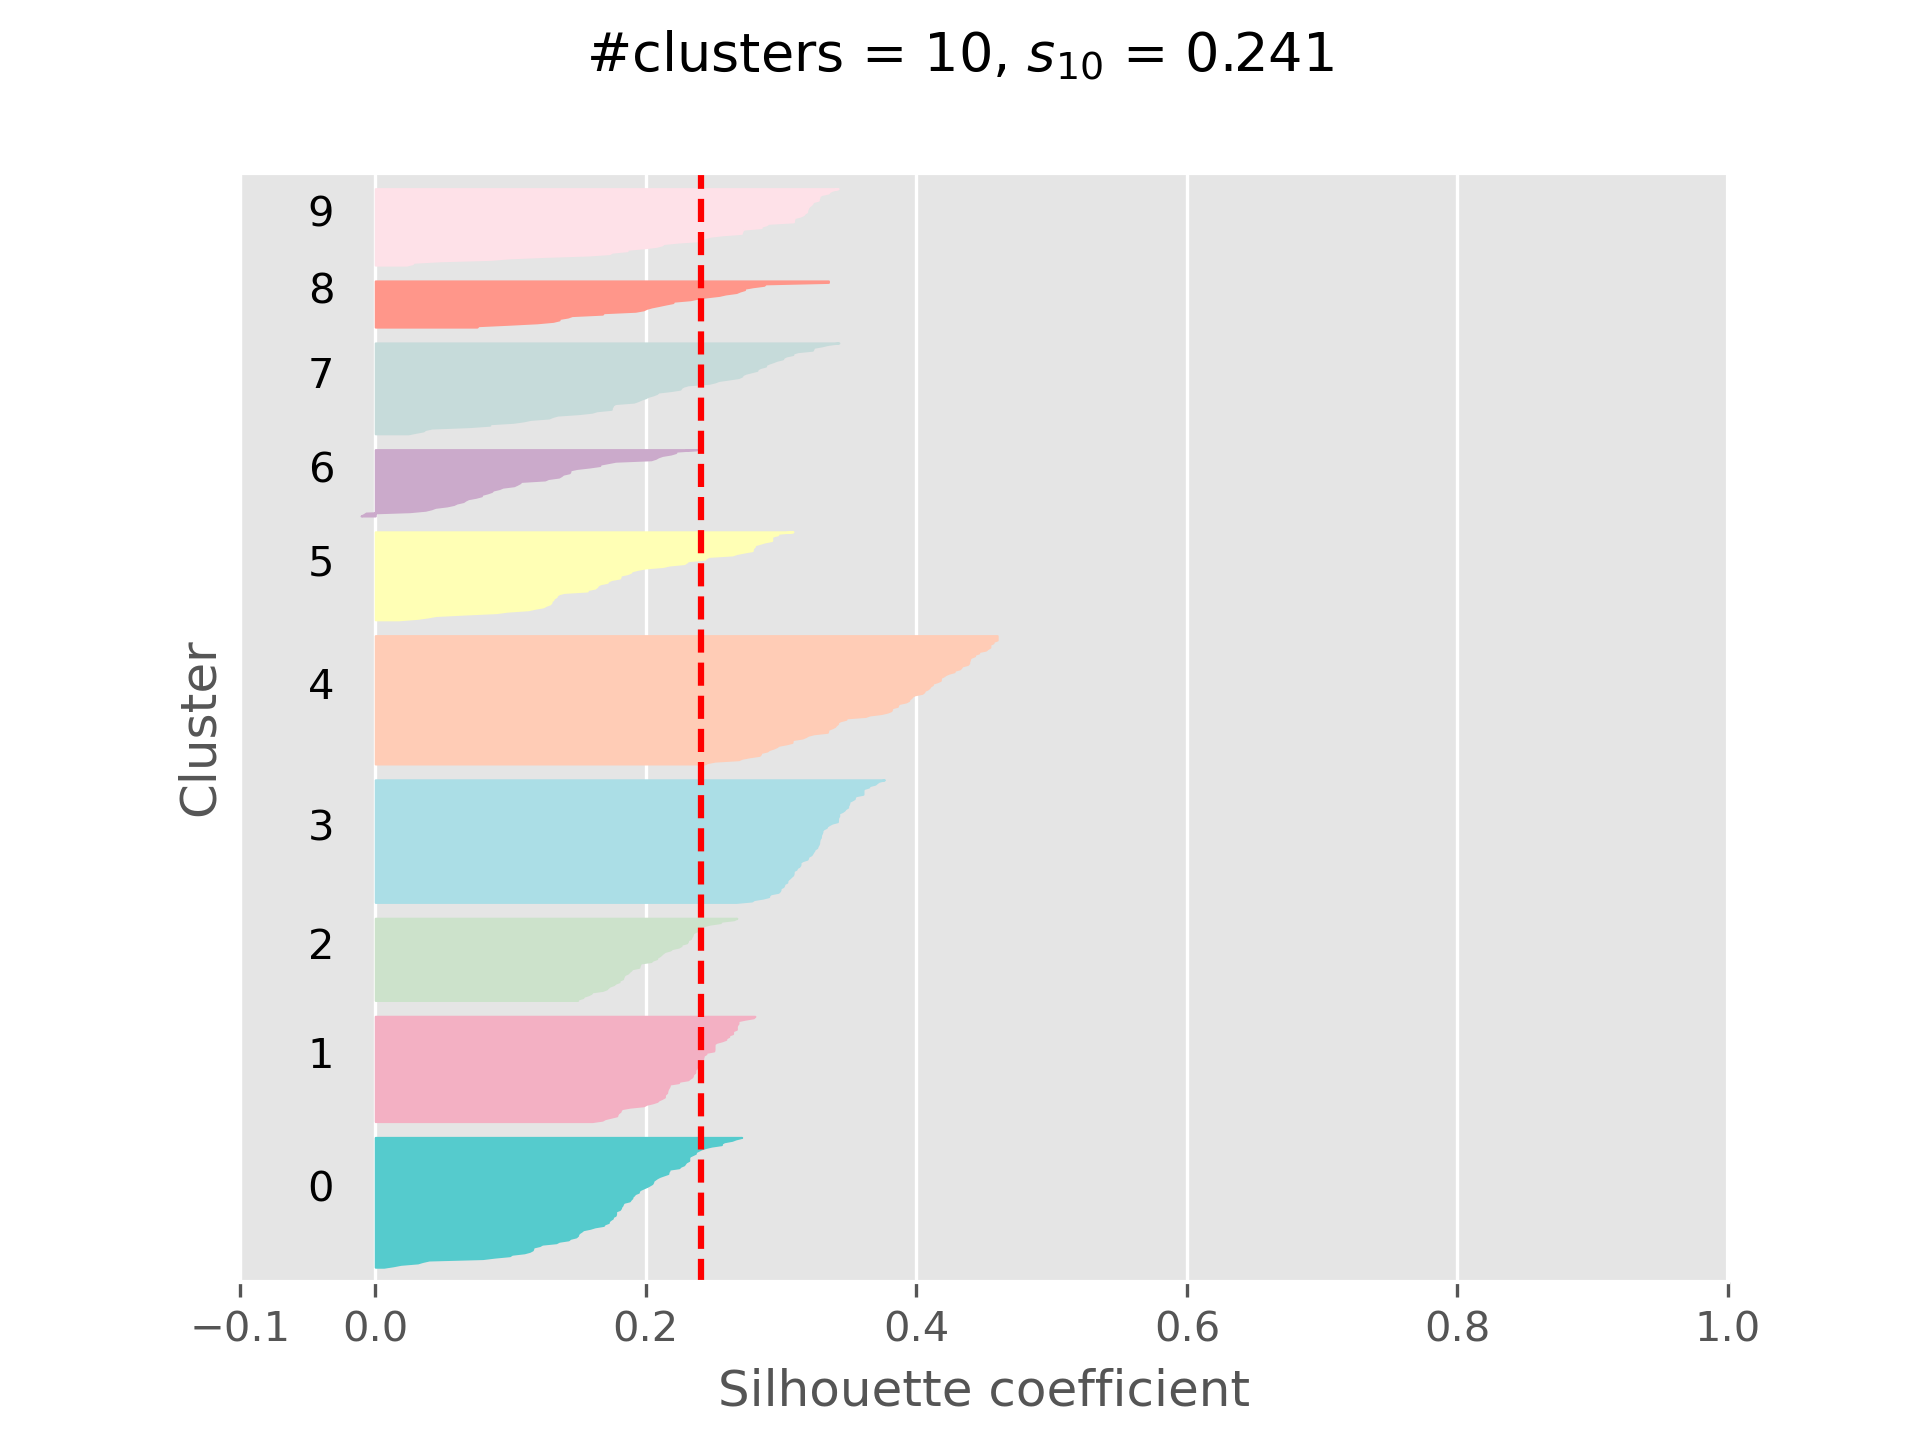 #clusters = 10, s₁₀ = 0.241
9
8
7
6
5
4
3
2
1
0
Cluster
−0.1 0.0 0.2 0.4 0.6 0.8 1.0
Silhouette coefficient